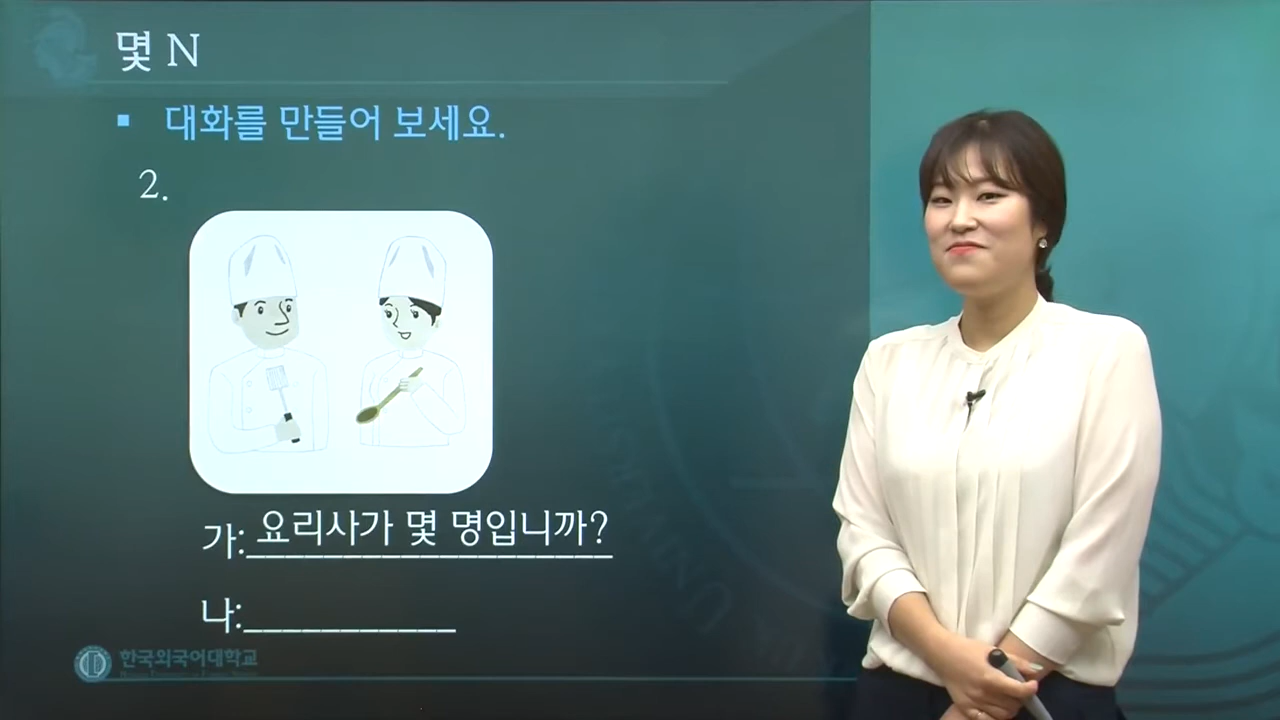 몇 N
▪ 대화를 만들어 보세요.
2.
가: 요리사가 몇 명입니까?
나:
한국외국어대학교